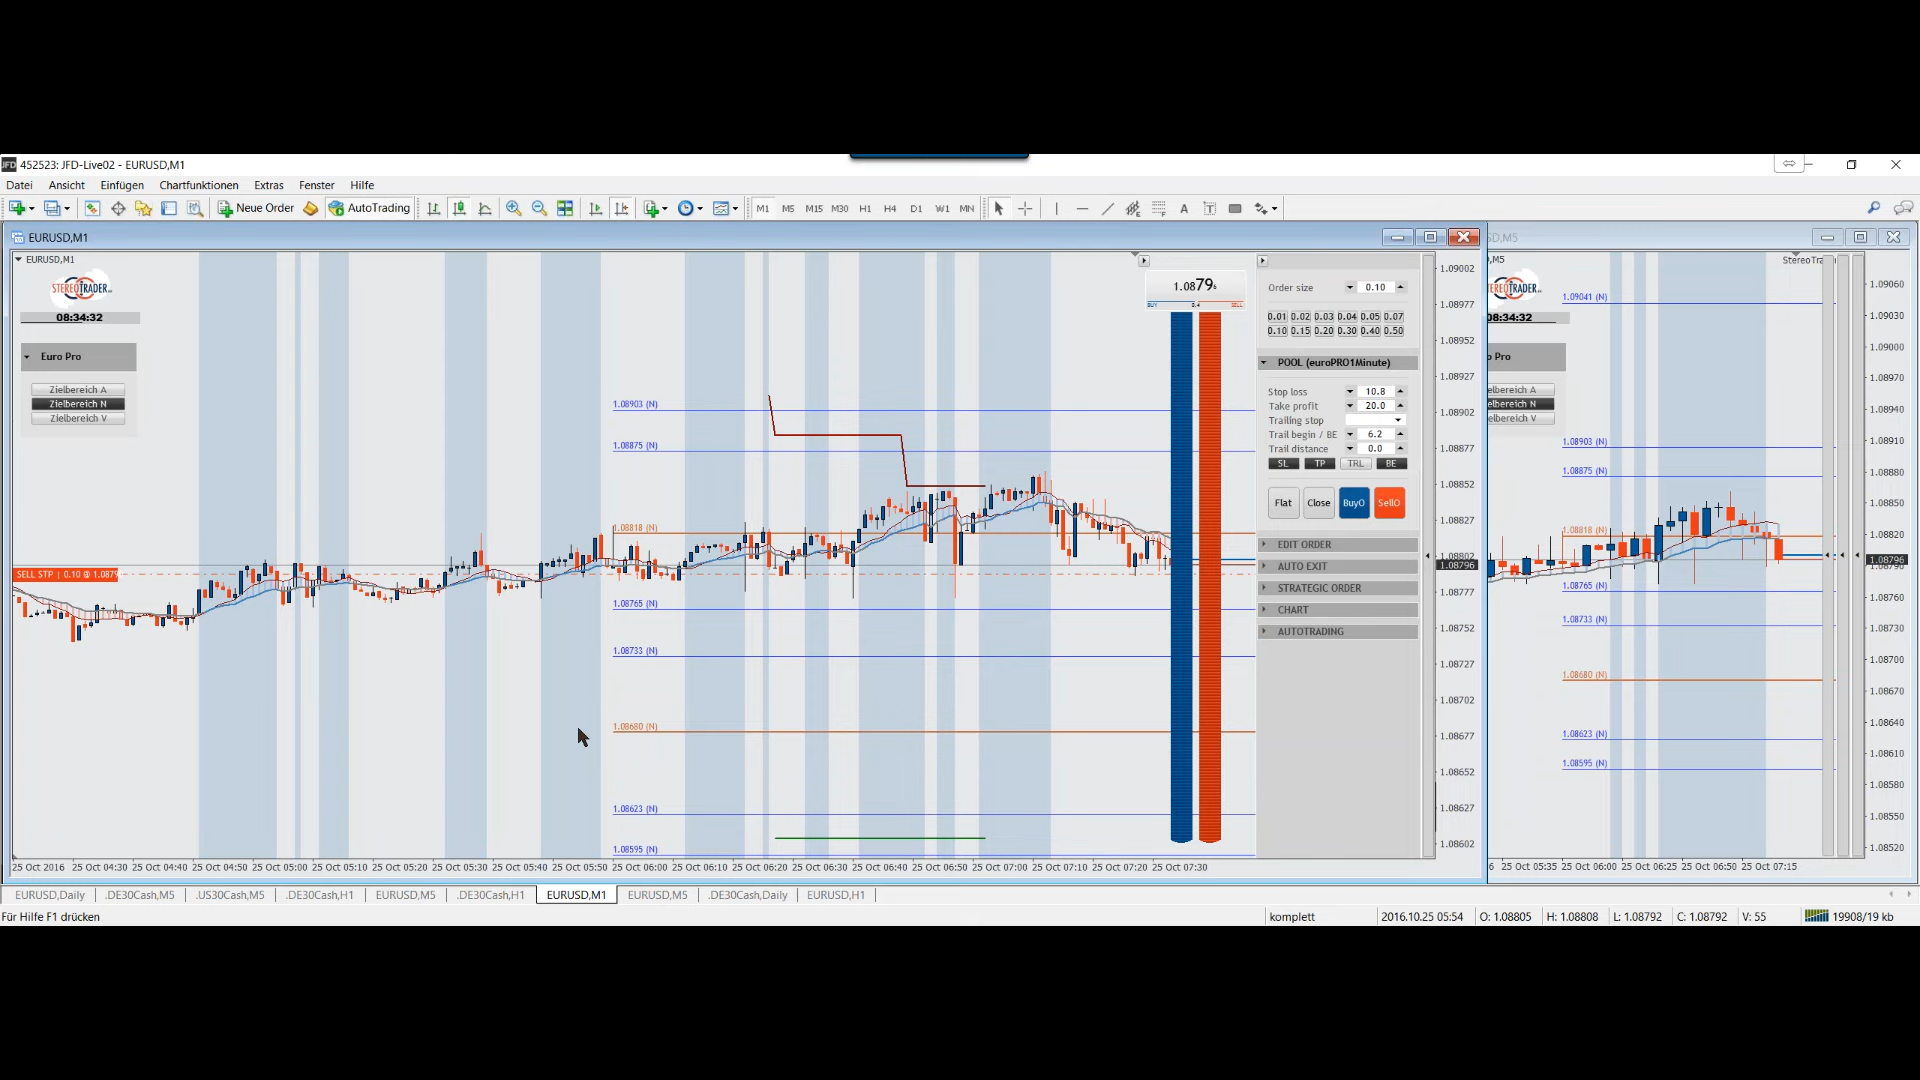 JFD 452523: JFD-Live02 - EURUSD,M1
Datei Ansicht Einfügen Chartfunktionen Extras Fenster Hilfe
Neue Order AutoTrading M1 M5 M15 M30 H1 H4 D1 W1 MN A T
EURUSD,M1
EURUSD,M1
STEREOTRADER
08:34:32
Euro Pro
Zielbereich A
Zielbereich N
Zielbereich V
SELL STP | 0.10 @ 1.0879
1.08903 (N)
1.08875 (N)
1.08818 (N)
1.08765 (N)
1.08733 (N)
1.08680 (N)
1.08623 (N)
1.08595 (N)
1.08796
BUY 0.4 SELL
Order size 0.10
0.01 0.02 0.03 0.04 0.05 0.07
0.10 0.15 0.20 0.30 0.40 0.50
POOL (euroPRO1Minute)
Stop loss 10.8
Take profit 20.0
Trailing stop
Trail begin / BE 6.2
Trail distance 0.0
SL TP TRL BE
Flat Close BuyO SellO
EDIT ORDER
AUTO EXIT
STRATEGIC ORDER
CHART
AUTOTRADING
1.09002
1.08977
1.08952
1.08927
1.08902
1.08877
1.08852
1.08827
1.08802
1.08796
1.08777
1.08752
1.08727
1.08702
1.08677
1.08652
1.08627
1.08602
25 Oct 2016 25 Oct 04:30 25 Oct 04:40 25 Oct 04:50 25 Oct 05:00 25 Oct 05:10 25 Oct 05:20 25 Oct 05:30 25 Oct 05:40 25 Oct 05:50 25 Oct 06:00 25 Oct 06:10 25 Oct 06:20 25 Oct 06:30 25 Oct 06:40 25 Oct 06:50 25 Oct 07:00 25 Oct 07:10 25 Oct 07:20 25 Oct 07:30
SD,M5
,M5
StereoTra
EREOTRADER
08:34:32
o Pro
elbereich A
elbereich N
elbereich V
1.09041 (N)
1.08903 (N)
1.08875 (N)
1.08818 (N)
1.08765 (N)
1.08733 (N)
1.08680 (N)
1.08623 (N)
1.08595 (N)
1.09060
1.09030
1.09000
1.08970
1.08940
1.08910
1.08880
1.08850
1.08820
1.08796
1.08760
1.08730
1.08700
1.08670
1.08640
1.08610
1.08580
1.08550
1.08520
6 25 Oct 05:35 25 Oct 06:00 25 Oct 06:25 25 Oct 06:50 25 Oct 07:15
EURUSD,Daily .DE30Cash,M5 .US30Cash,M5 .DE30Cash,H1 EURUSD,M5 .DE30Cash,H1 EURUSD,M1 EURUSD,M5 .DE30Cash,Daily EURUSD,H1
Für Hilfe F1 drücken komplett 2016.10.25 05:54 O: 1.08805 H: 1.08808 L: 1.08792 C: 1.08792 V: 55 19908/19 kb